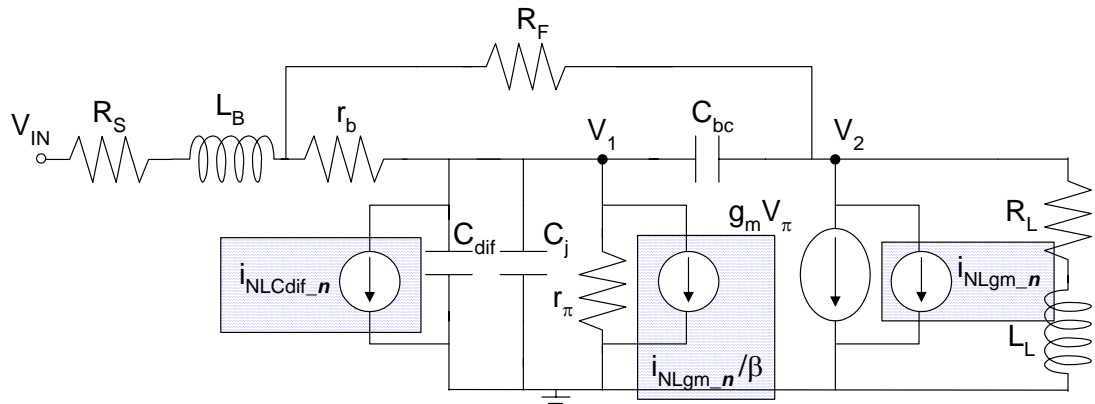 R_F
V_IN
R_S
L_B
r_b
V_1
C_bc
V_2
C_dif
C_j
g_mV_π
R_L
i_NLCdif_n
r_π
i_NLgm_n
i_NLgm_n/β
L_L